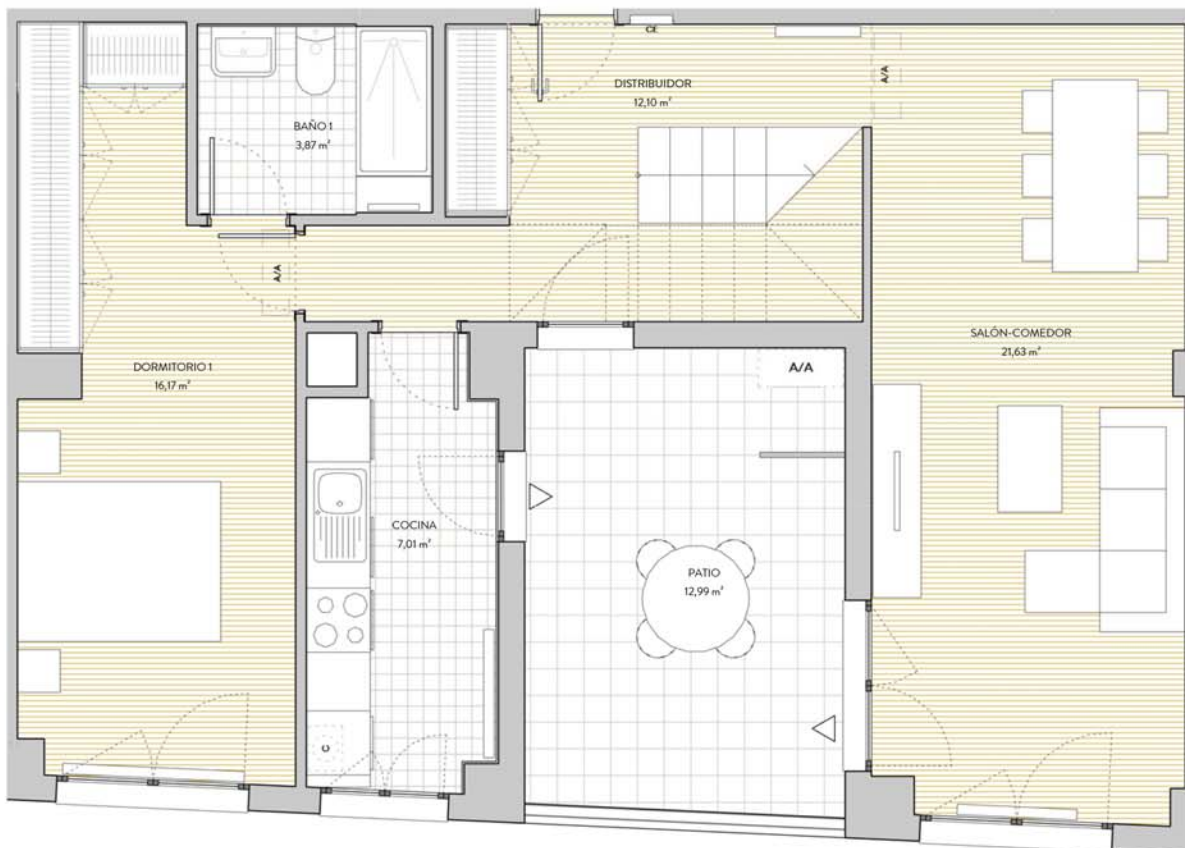 CE
DISTRIBUIDOR
12,10 m²
A/A
BAÑO 1
3,87 m²
A/A
SALÓN-COMEDOR
21,63 m²
DORMITORIO 1
16,17 m²
A/A
COCINA
7,01 m²
PATIO
12,99 m²
C